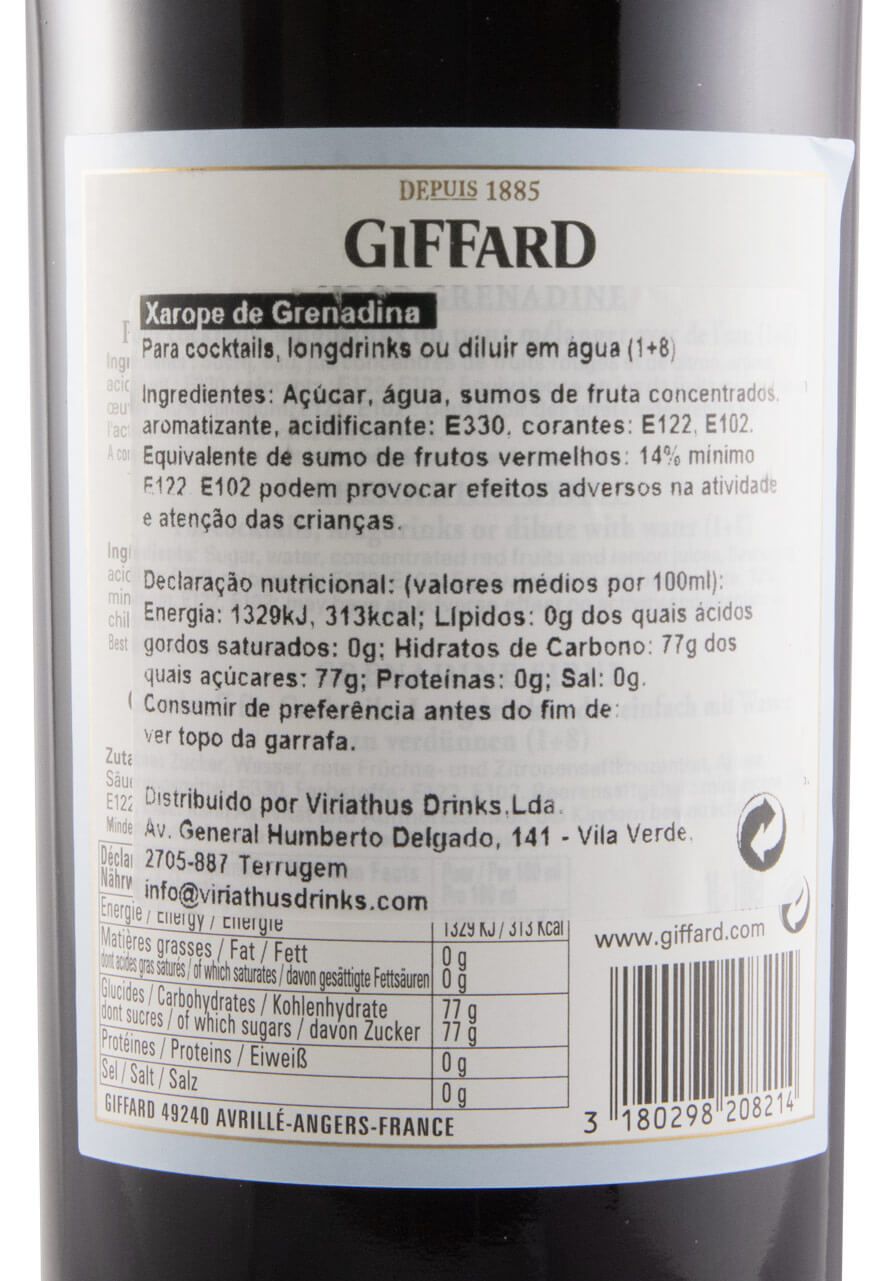 DEPUIS 1885
GIFFARD
GRENADINE
Xarope de Grenadina
Para cocktails, longdrinks ou diluir em água (1+8)
Ingredientes: Açúcar, água, sumos de fruta concentrados,
aromatizante, acidificante: E330, corantes: E122, E102.
Equivalente de sumo de frutos vermelhos: 14% mínimo
E122 E102 podem provocar efeitos adversos na atividade
e atenção das crianças.
Declaração nutricional: (valores médios por 100ml):
Energia: 1329kJ, 313kcal; Lípidos: 0g dos quais ácidos
gordos saturados: 0g; Hidratos de Carbono: 77g dos
quais açúcares: 77g; Proteínas: 0g; Sal: 0g.
Consumir de preferência antes do fim de:
ver topo da garrafa.
Distribuido por Viriathus Drinks,Lda.
Av. General Humberto Delgado, 141 - Vila Verde,
2705-887 Terrugem
info@viriathusdrinks.com
Energie / Energy / Energie 1329 KJ / 313 Kcal
Matières grasses / Fat / Fett 0 g
dont acides gras saturés / of which saturates / davon gesättigte Fettsäuren 0 g
Glucides / Carbohydrates / Kohlenhydrate 77 g
dont sucres / of which sugars / davon Zucker 77 g
Protéines / Proteins / Eiweiß 0 g
Sel / Salt / Salz 0 g
GIFFARD 49240 AVRILLÉ-ANGERS-FRANCE
www.giffard.com
3 180298 208214